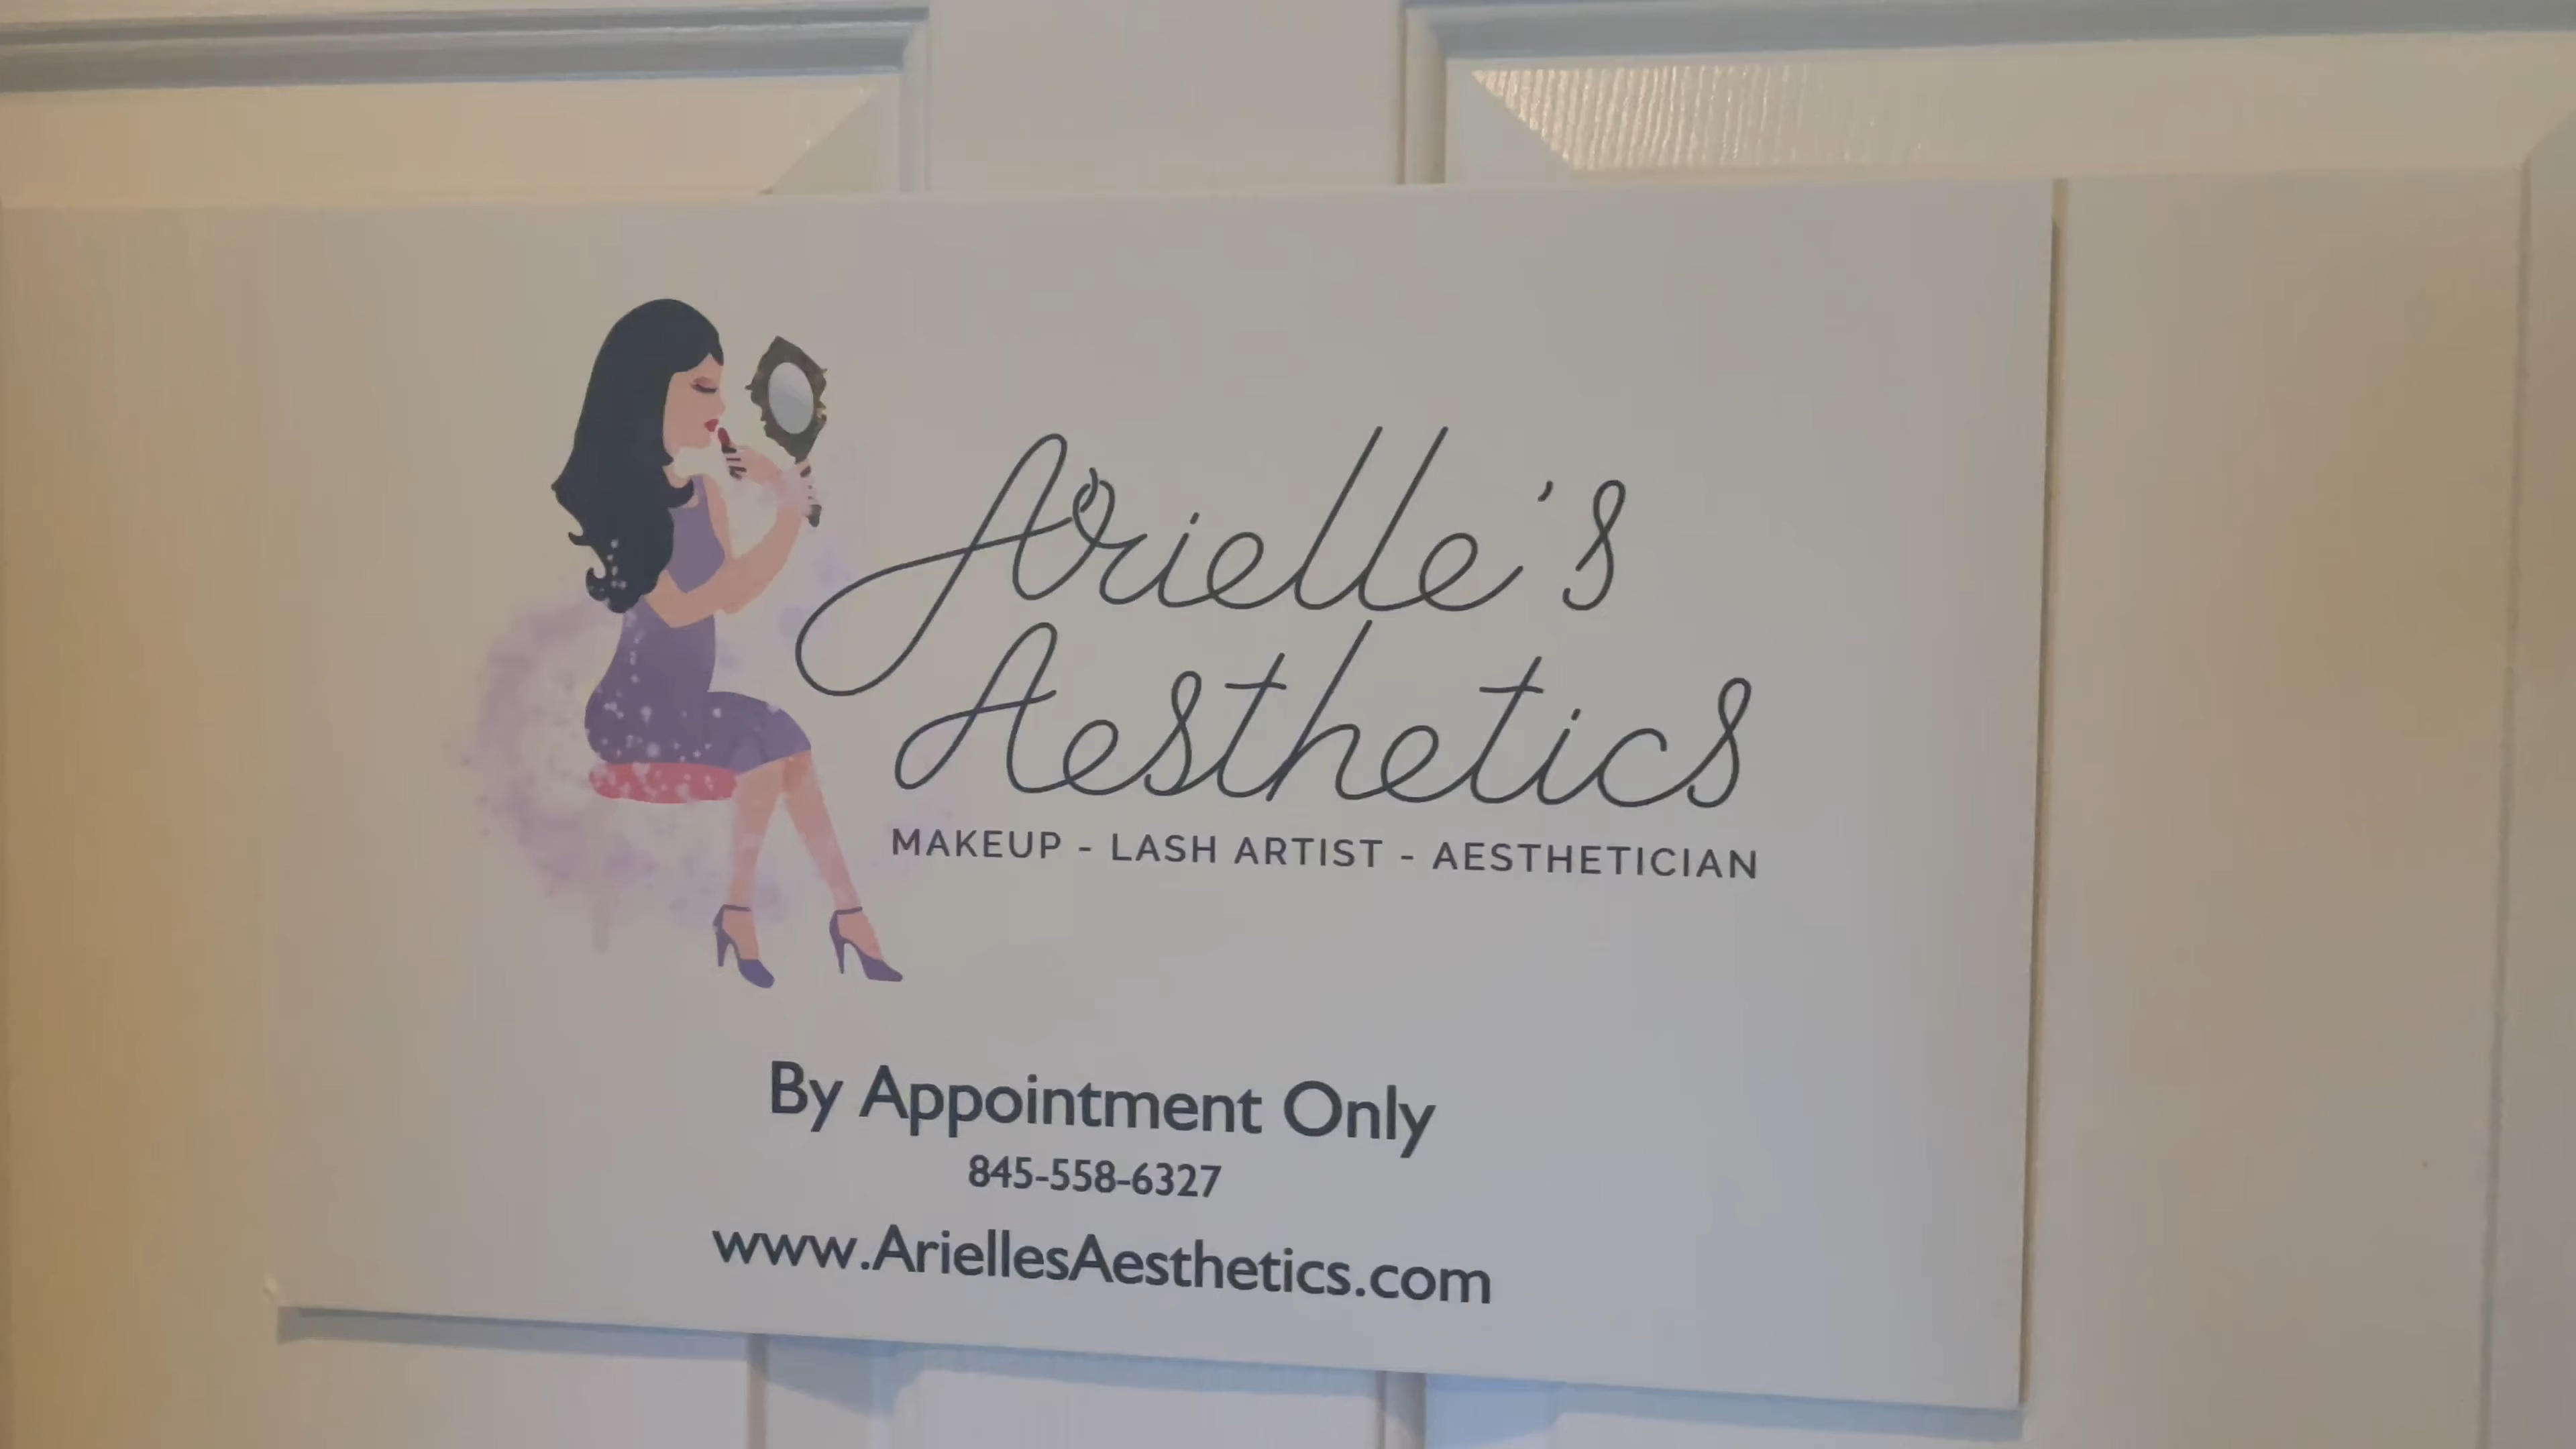 Arielle's
Aesthetics
MAKEUP - LASH ARTIST - AESTHETICIAN
By Appointment Only
845-558-6327
www.AriellesAesthetics.com